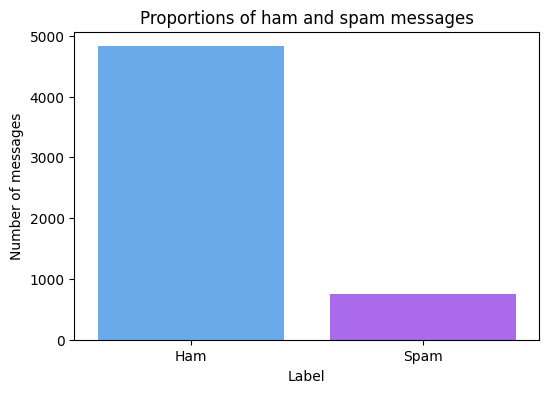 Proportions of ham and spam messages
5000
4000
3000
2000
1000
0
Number of messages
Ham Spam
Label